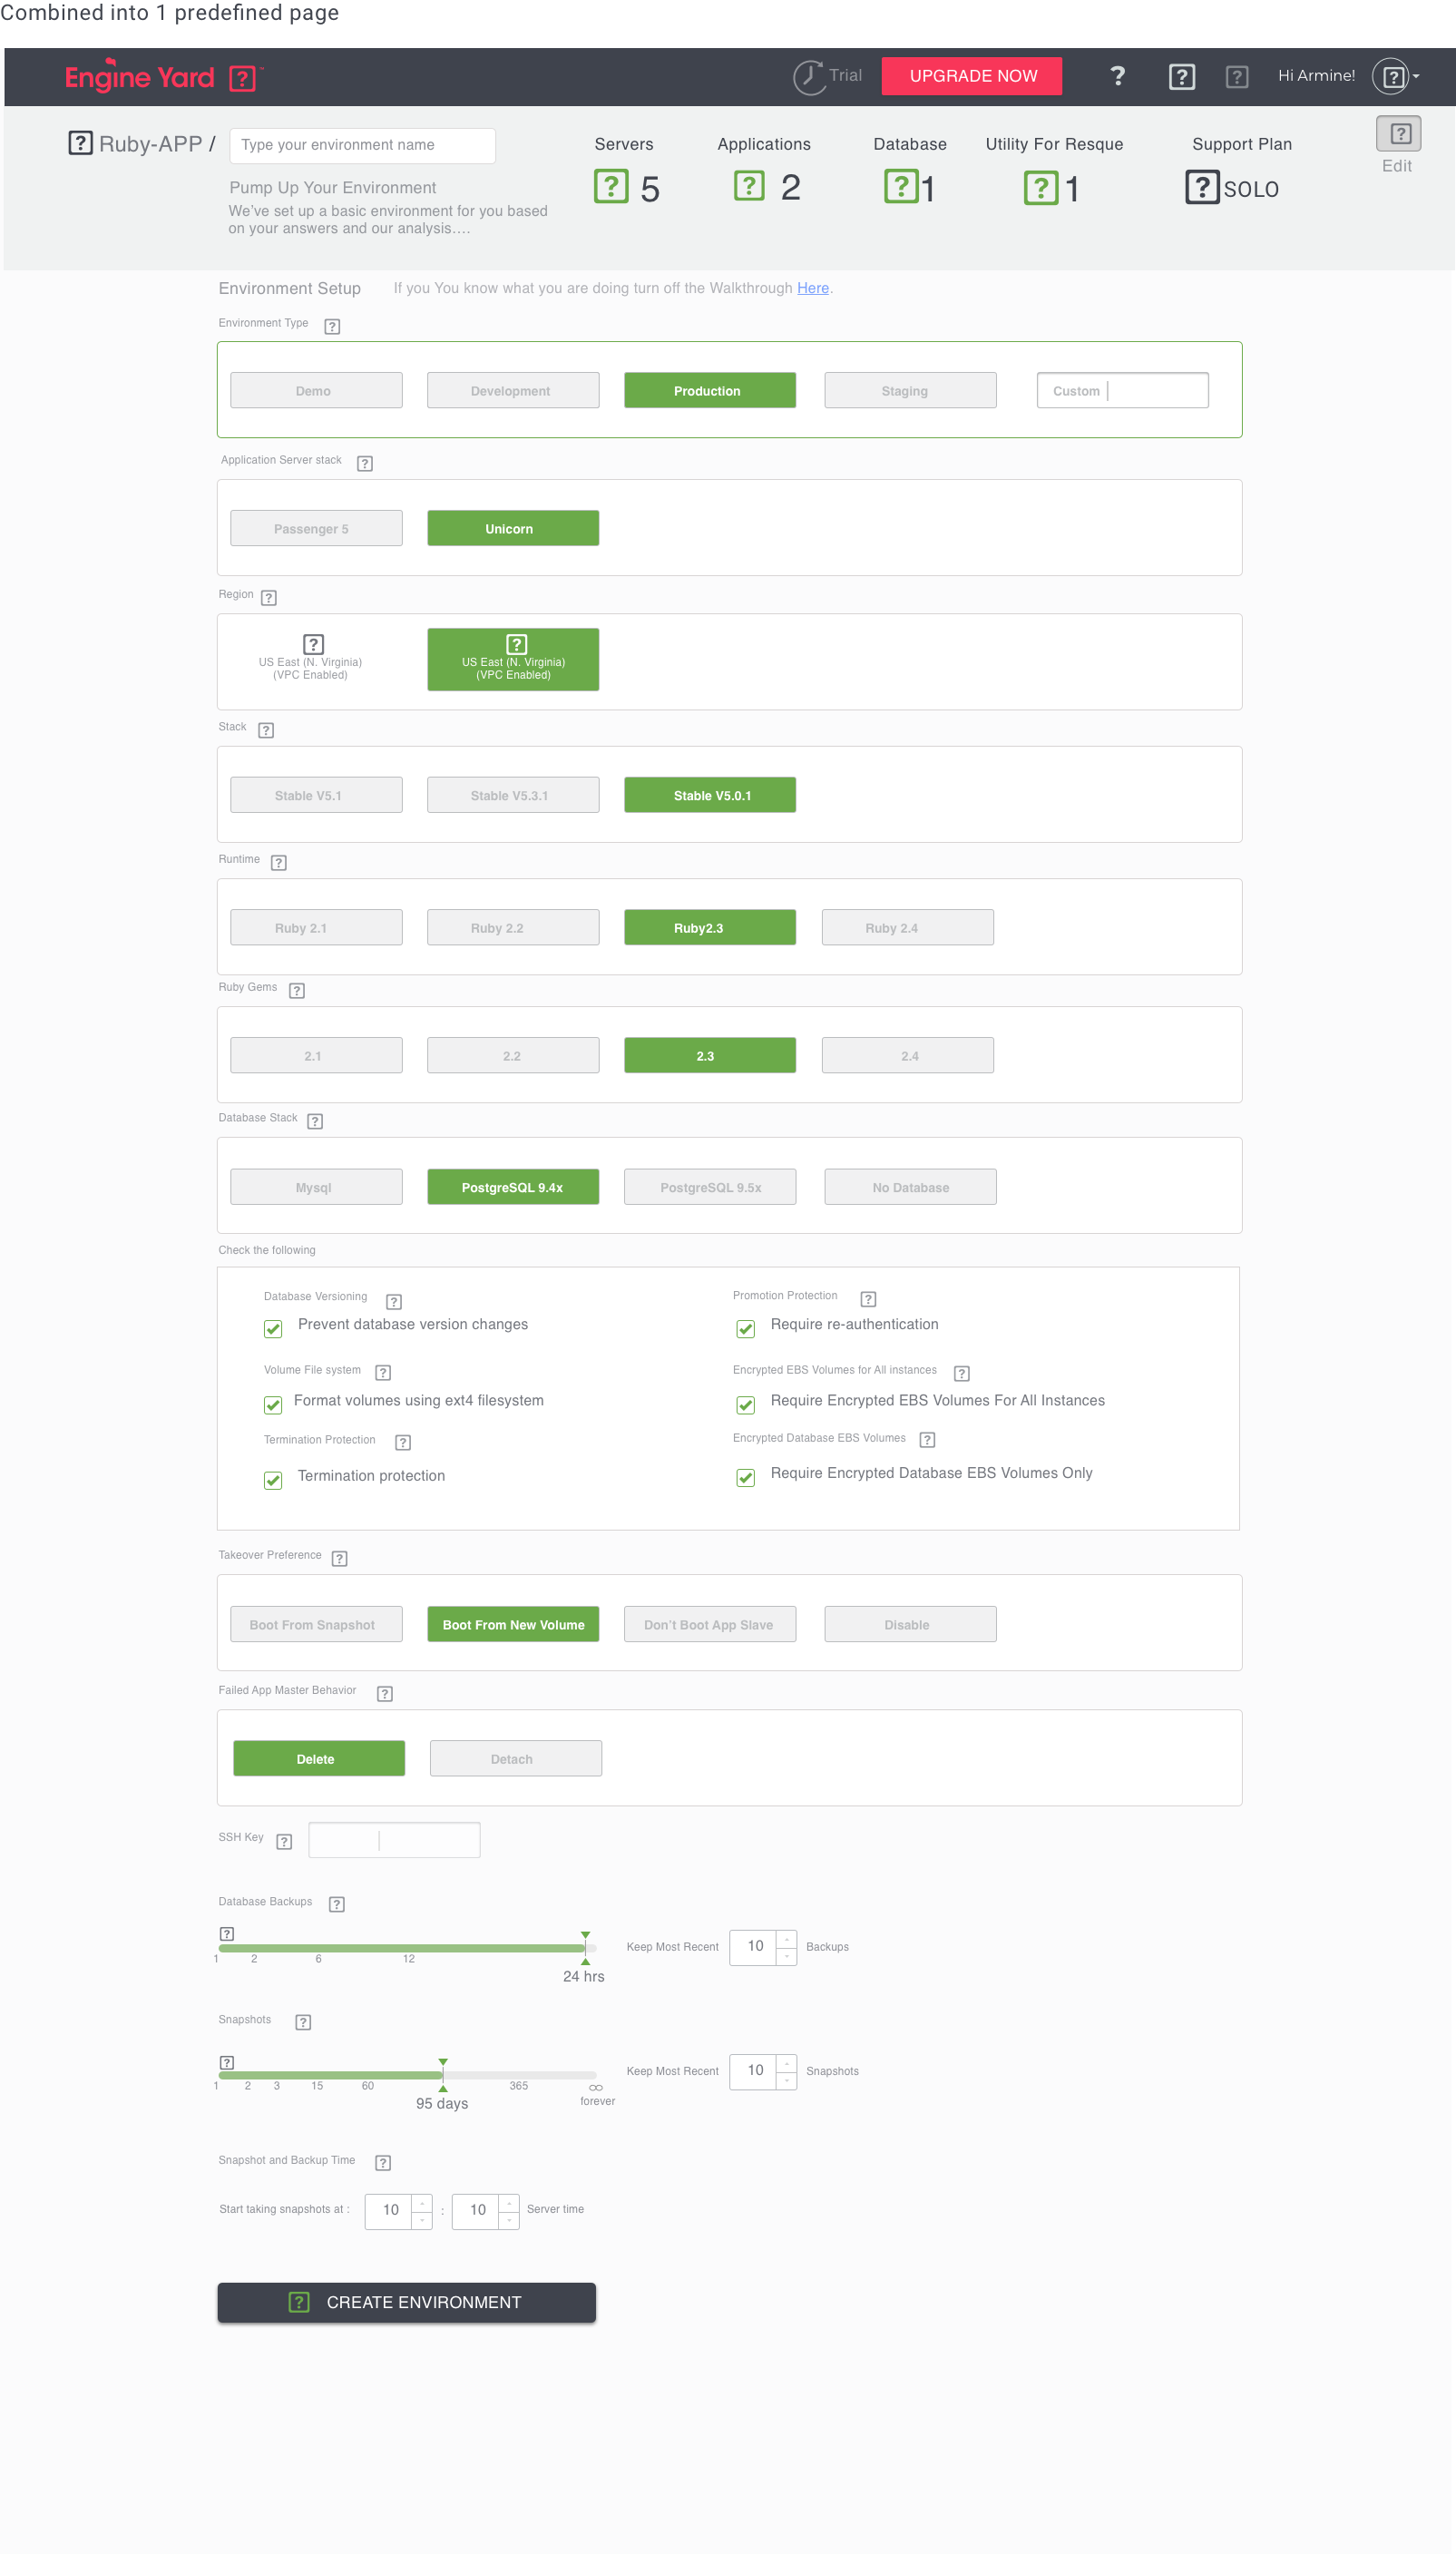 Combined into 1 predefined page
Engine Yard
Trial
UPGRADE NOW
?
Hi Armine!
Ruby-APP /
Type your environment name
Pump Up Your Environment
We’ve set up a basic environment for you based
on your answers and our analysis....
Servers
5
Applications
2
Database
1
Utility For Resque
1
Support Plan
SOLO
Edit
Environment Setup
If you You know what you are doing turn off the Walkthrough Here.
Environment Type
Demo
Development
Production
Staging
Custom
Application Server stack
Passenger 5
Unicorn
Region
US East (N. Virginia)
(VPC Enabled)
US East (N. Virginia)
(VPC Enabled)
Stack
Stable V5.1
Stable V5.3.1
Stable V5.0.1
Runtime
Ruby 2.1
Ruby 2.2
Ruby2.3
Ruby 2.4
Ruby Gems
2.1
2.2
2.3
2.4
Database Stack
Mysql
PostgreSQL 9.4x
PostgreSQL 9.5x
No Database
Check the following
Database Versioning
Prevent database version changes
Promotion Protection
Require re-authentication
Volume File system
Format volumes using ext4 filesystem
Encrypted EBS Volumes for All instances
Require Encrypted EBS Volumes For All Instances
Termination Protection
Termination protection
Encrypted Database EBS Volumes
Require Encrypted Database EBS Volumes Only
Takeover Preference
Boot From Snapshot
Boot From New Volume
Don’t Boot App Slave
Disable
Failed App Master Behavior
Delete
Detach
SSH Key
Database Backups
1 2 6 12
24 hrs
Keep Most Recent 10 Backups
Snapshots
1 2 3 15 60 365 ∞
95 days
forever
Keep Most Recent 10 Snapshots
Snapshot and Backup Time
Start taking snapshots at : 10 : 10 Server time
CREATE ENVIRONMENT